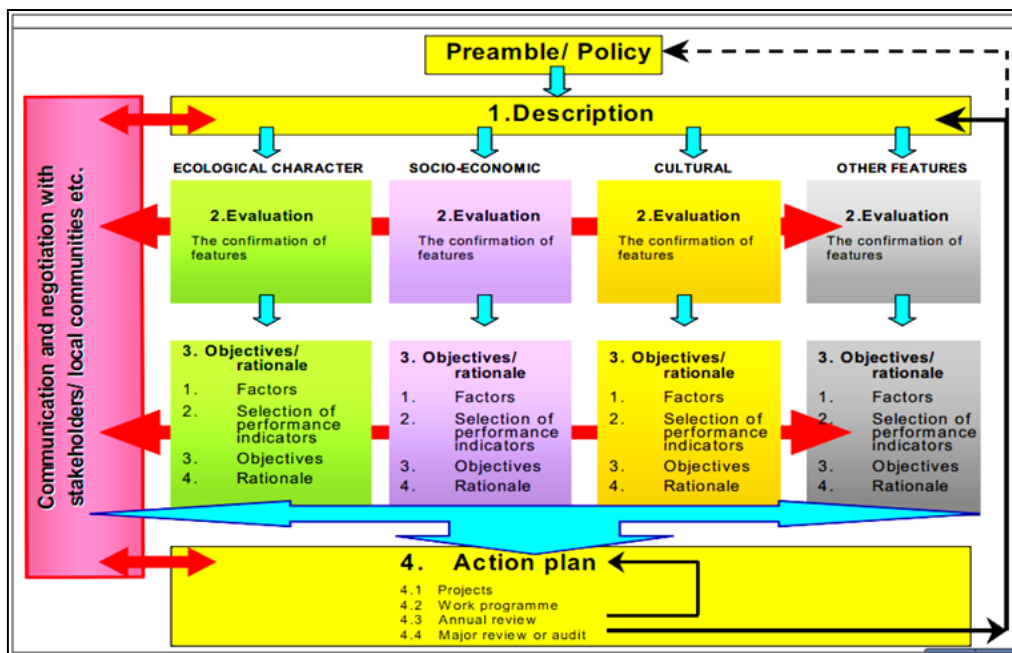 Preamble/ Policy
1.Description
Communication and negotiation with
stakeholders/ local communities etc.
ECOLOGICAL CHARACTER
SOCIO-ECONOMIC
CULTURAL
OTHER FEATURES
2.Evaluation
The confirmation of
features
2.Evaluation
The confirmation of
features
2.Evaluation
The confirmation of
features
2.Evaluation
The confirmation of
features
3. Objectives/
rationale
1. Factors
2. Selection of
performance
indicators
3. Objectives
4. Rationale
3. Objectives/
rationale
1. Factors
2. Selection of
performance
indicators
3. Objectives
4. Rationale
3. Objectives/
rationale
1. Factors
2. Selection of
performance
indicators
3. Objectives
4. Rationale
3. Objectives/
rationale
1. Factors
2. Selection of
performance
indicators
3. Objectives
4. Rationale
4. Action plan
4.1 Projects
4.2 Work programme
4.3 Annual review
4.4 Major review or audit